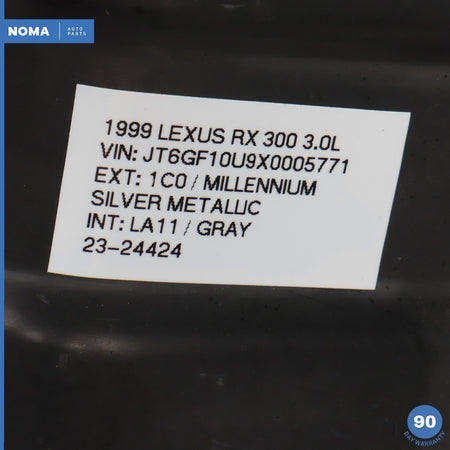 NOMA AUTO PARTS
1999 LEXUS RX 300 3.0L
VIN: JT6GF10U9X0005771
EXT: 1C0 / MILLENNIUM
SILVER METALLIC
INT: LA11 / GRAY
23-24424
90
DAY WARRANTY